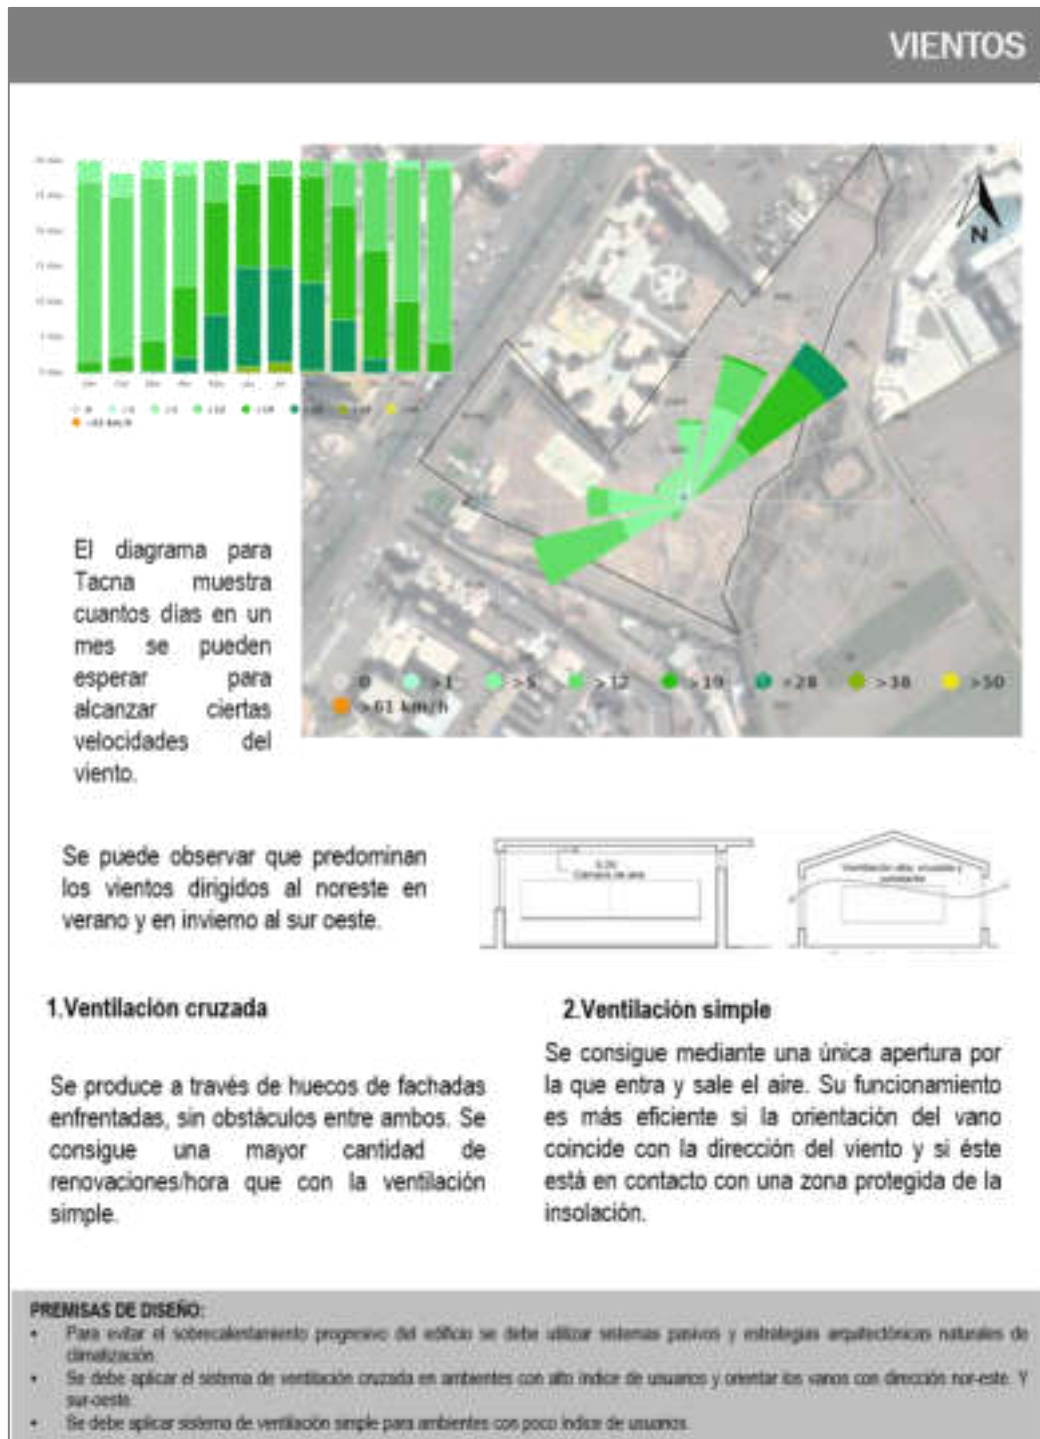 VIENTOS
N
0 >1 >5 >12 >19 >28 >38 >50
>61 km/h
>61 km/h
El diagrama para
Tacna muestra
cuantos días en un
mes se pueden
esperar para
alcanzar ciertas
velocidades del
viento.
Se puede observar que predominan
los vientos dirigidos al noreste en
verano y en invierno al sur oeste.
Cámara de aire
1.Ventilación cruzada
Se produce a través de huecos de fachadas
enfrentadas, sin obstáculos entre ambos. Se
consigue una mayor cantidad de
renovaciones/hora que con la ventilación
simple.
2.Ventilación simple
Se consigue mediante una única apertura por
la que entra y sale el aire. Su funcionamiento
es más eficiente si la orientación del vano
coincide con la dirección del viento y si éste
está en contacto con una zona protegida de la
insolación.
PREMISAS DE DISEÑO:
• Para evitar el sobrecalentamiento progresivo del edificio se debe utilizar sistemas pasivos y estrategias arquitectónicas naturales de
climatización.
• Se debe aplicar el sistema de ventilación cruzada en ambientes con alto índice de usuarios y orientar los vanos con dirección nor-este. Y
sur-oeste.
• Se debe aplicar sistema de ventilación simple para ambientes con poco índice de usuarios.